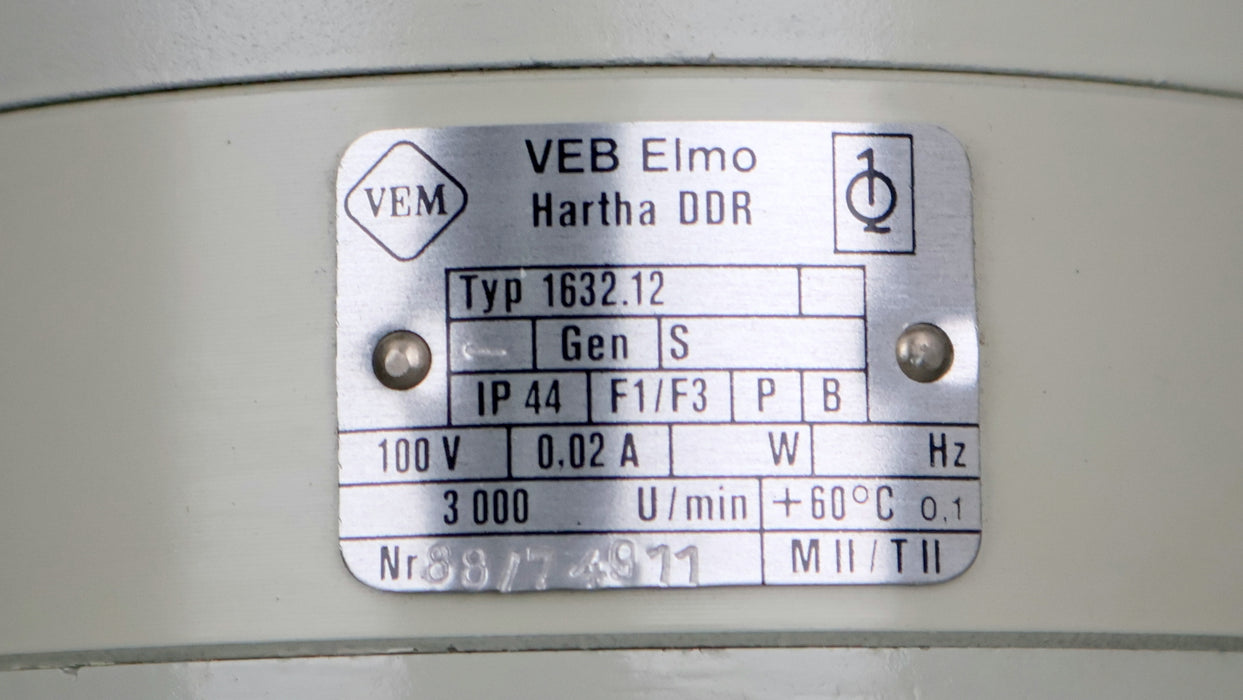 VEM
VEB Elmo
Hartha DDR
Typ 1632.12
– Gen S
IP 44 F1/F3 P B
100 V 0,02 A W Hz
3 000 U/min +60°C 0,1
Nr 88/74911 M II / T II